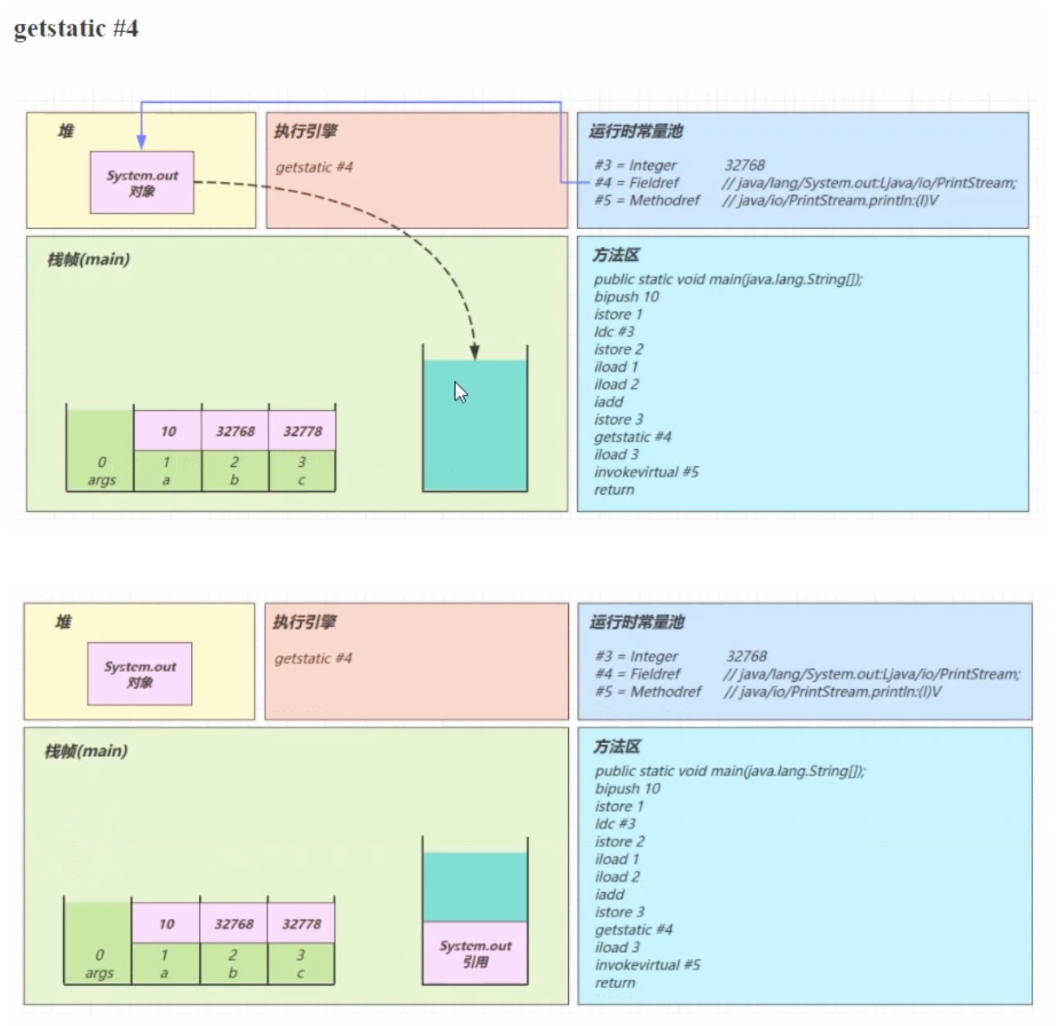 getstatic #4
堆
System.out
对象
执行引擎
getstatic #4
运行时常量池
#3 = Integer 32768
#4 = Fieldref // java/lang/System.out:Ljava/io/PrintStream;
#5 = Methodref // java/io/PrintStream.println:(I)V
栈帧(main)
10 32768 32778
0 1 2 3
args a b c
方法区
public static void main(java.lang.String[]);
bipush 10
istore 1
ldc #3
istore 2
iload 1
iload 2
iadd
istore 3
getstatic #4
iload 3
invokevirtual #5
return
堆
System.out
对象
执行引擎
getstatic #4
运行时常量池
#3 = Integer 32768
#4 = Fieldref // java/lang/System.out:Ljava/io/PrintStream;
#5 = Methodref // java/io/PrintStream.println:(I)V
栈帧(main)
10 32768 32778
0 1 2 3
args a b c
System.out
引用
方法区
public static void main(java.lang.String[]);
bipush 10
istore 1
ldc #3
istore 2
iload 1
iload 2
iadd
istore 3
getstatic #4
iload 3
invokevirtual #5
return